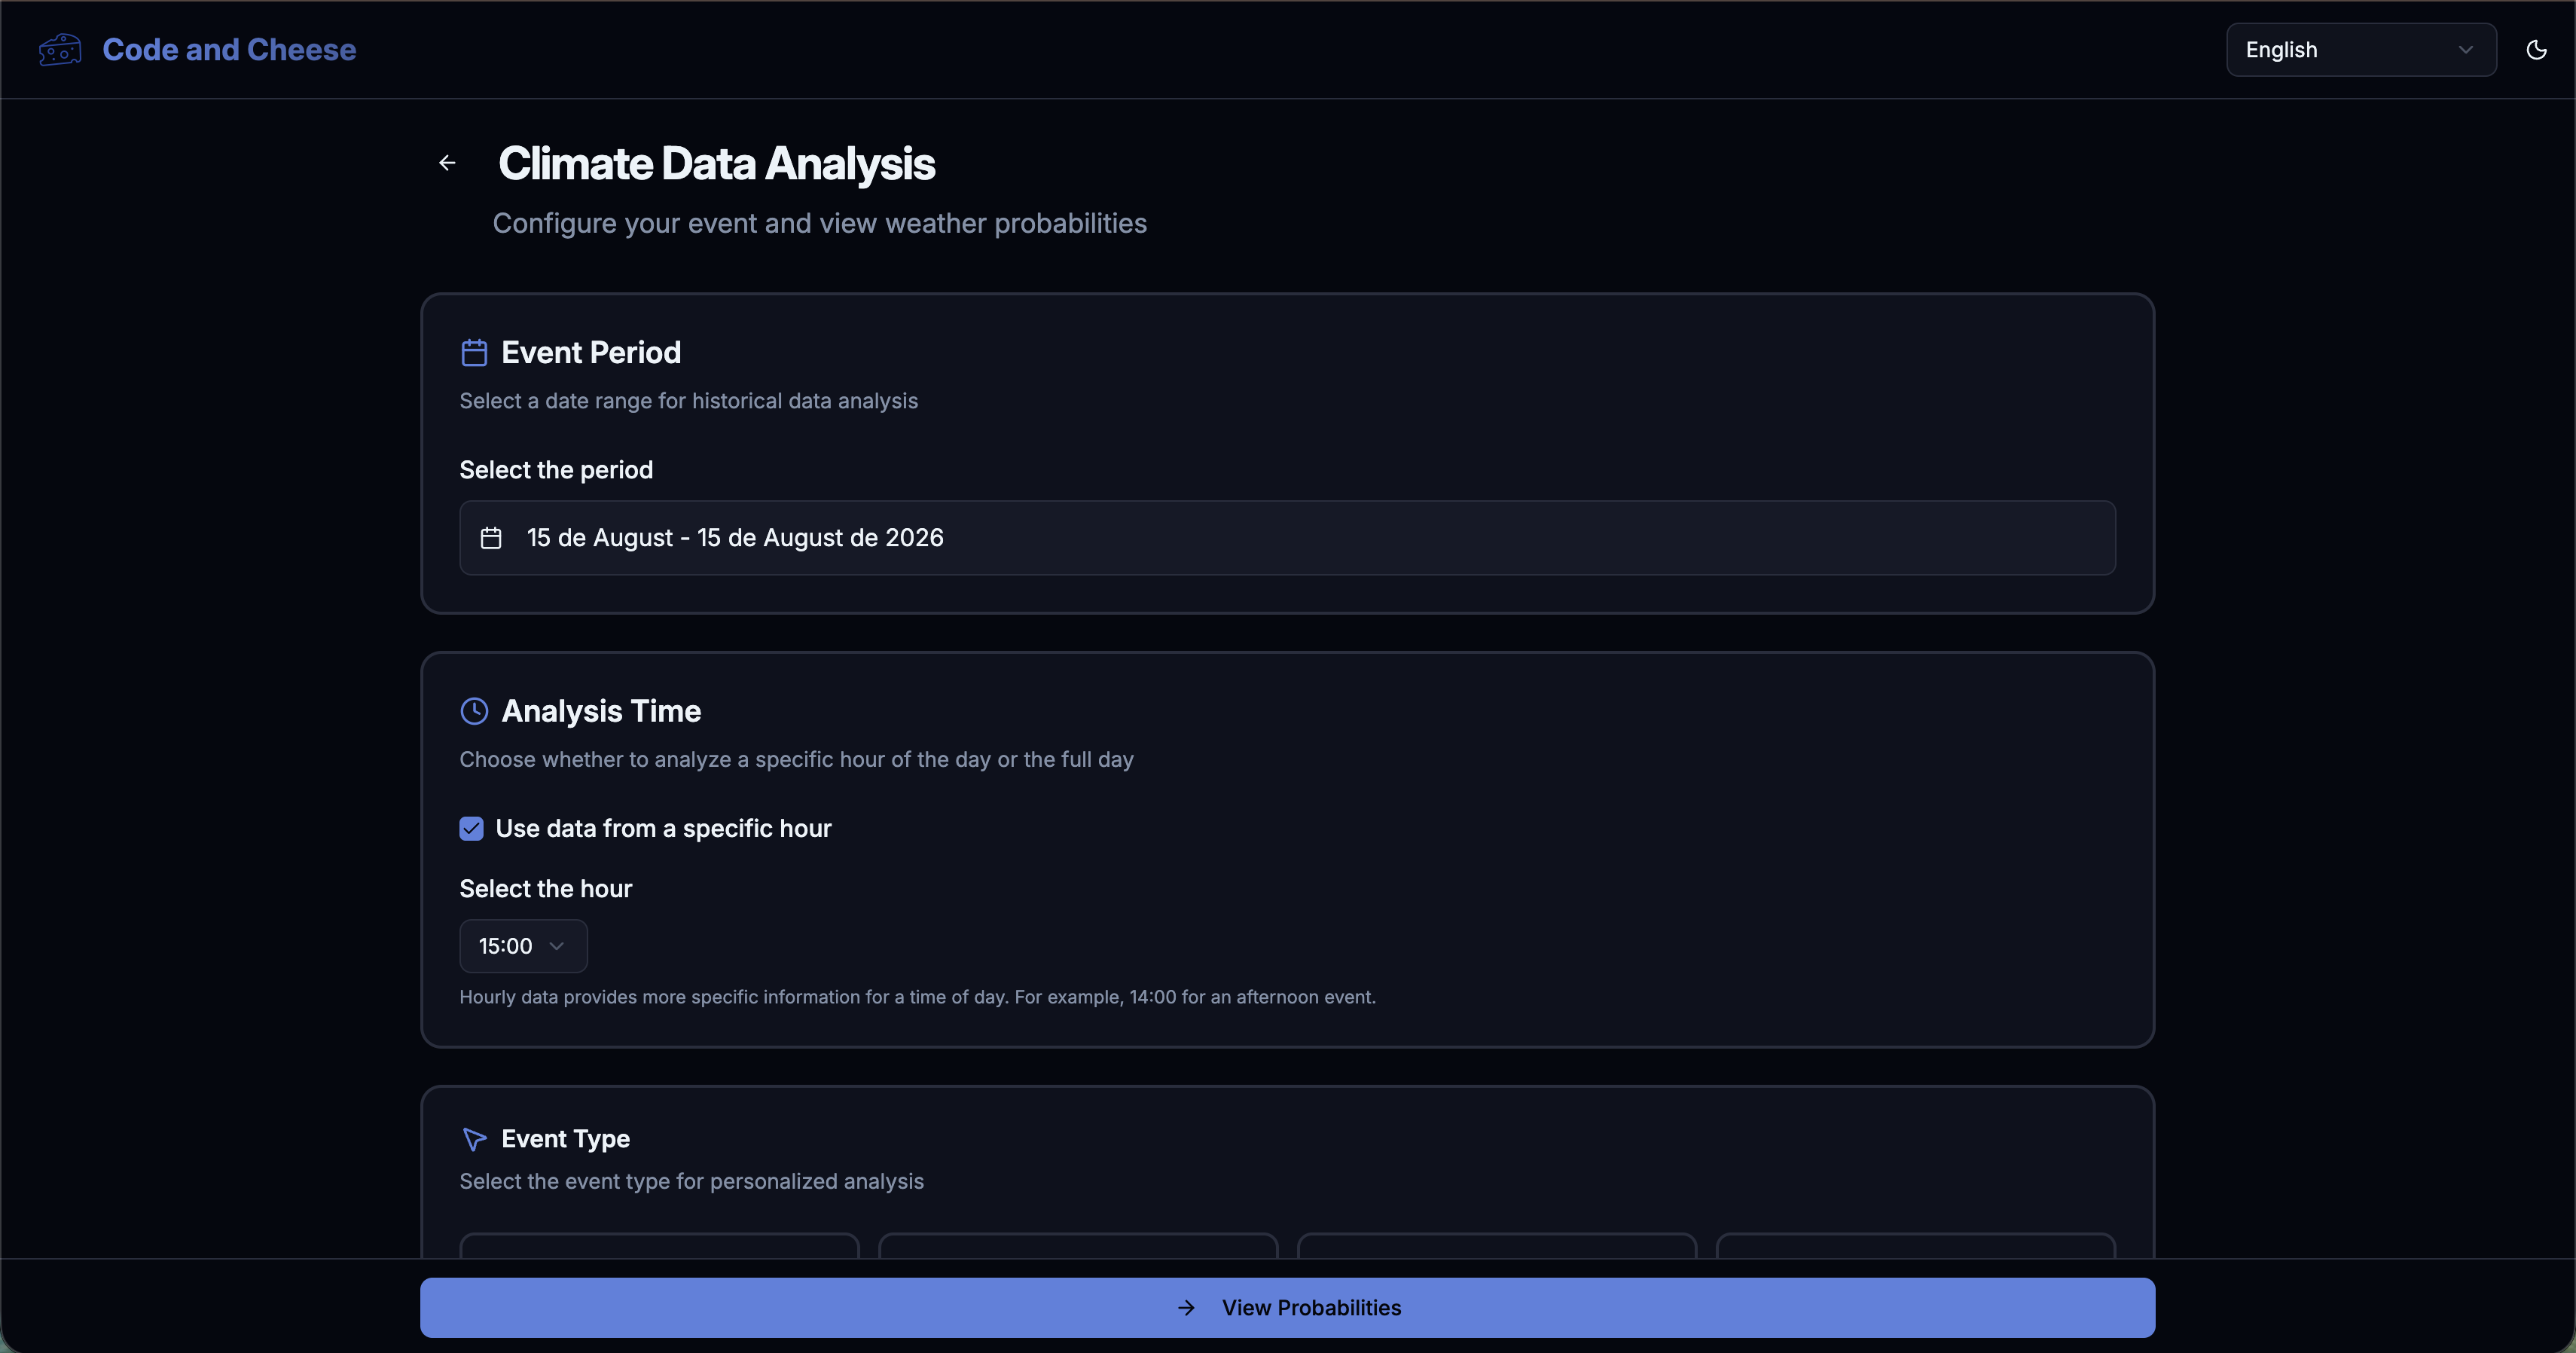 Code and Cheese
English
Climate Data Analysis
Configure your event and view weather probabilities
Event Period
Select a date range for historical data analysis
Select the period
15 de August - 15 de August de 2026
Analysis Time
Choose whether to analyze a specific hour of the day or the full day
Use data from a specific hour
Select the hour
15:00
Hourly data provides more specific information for a time of day. For example, 14:00 for an afternoon event.
Event Type
Select the event type for personalized analysis
View Probabilities